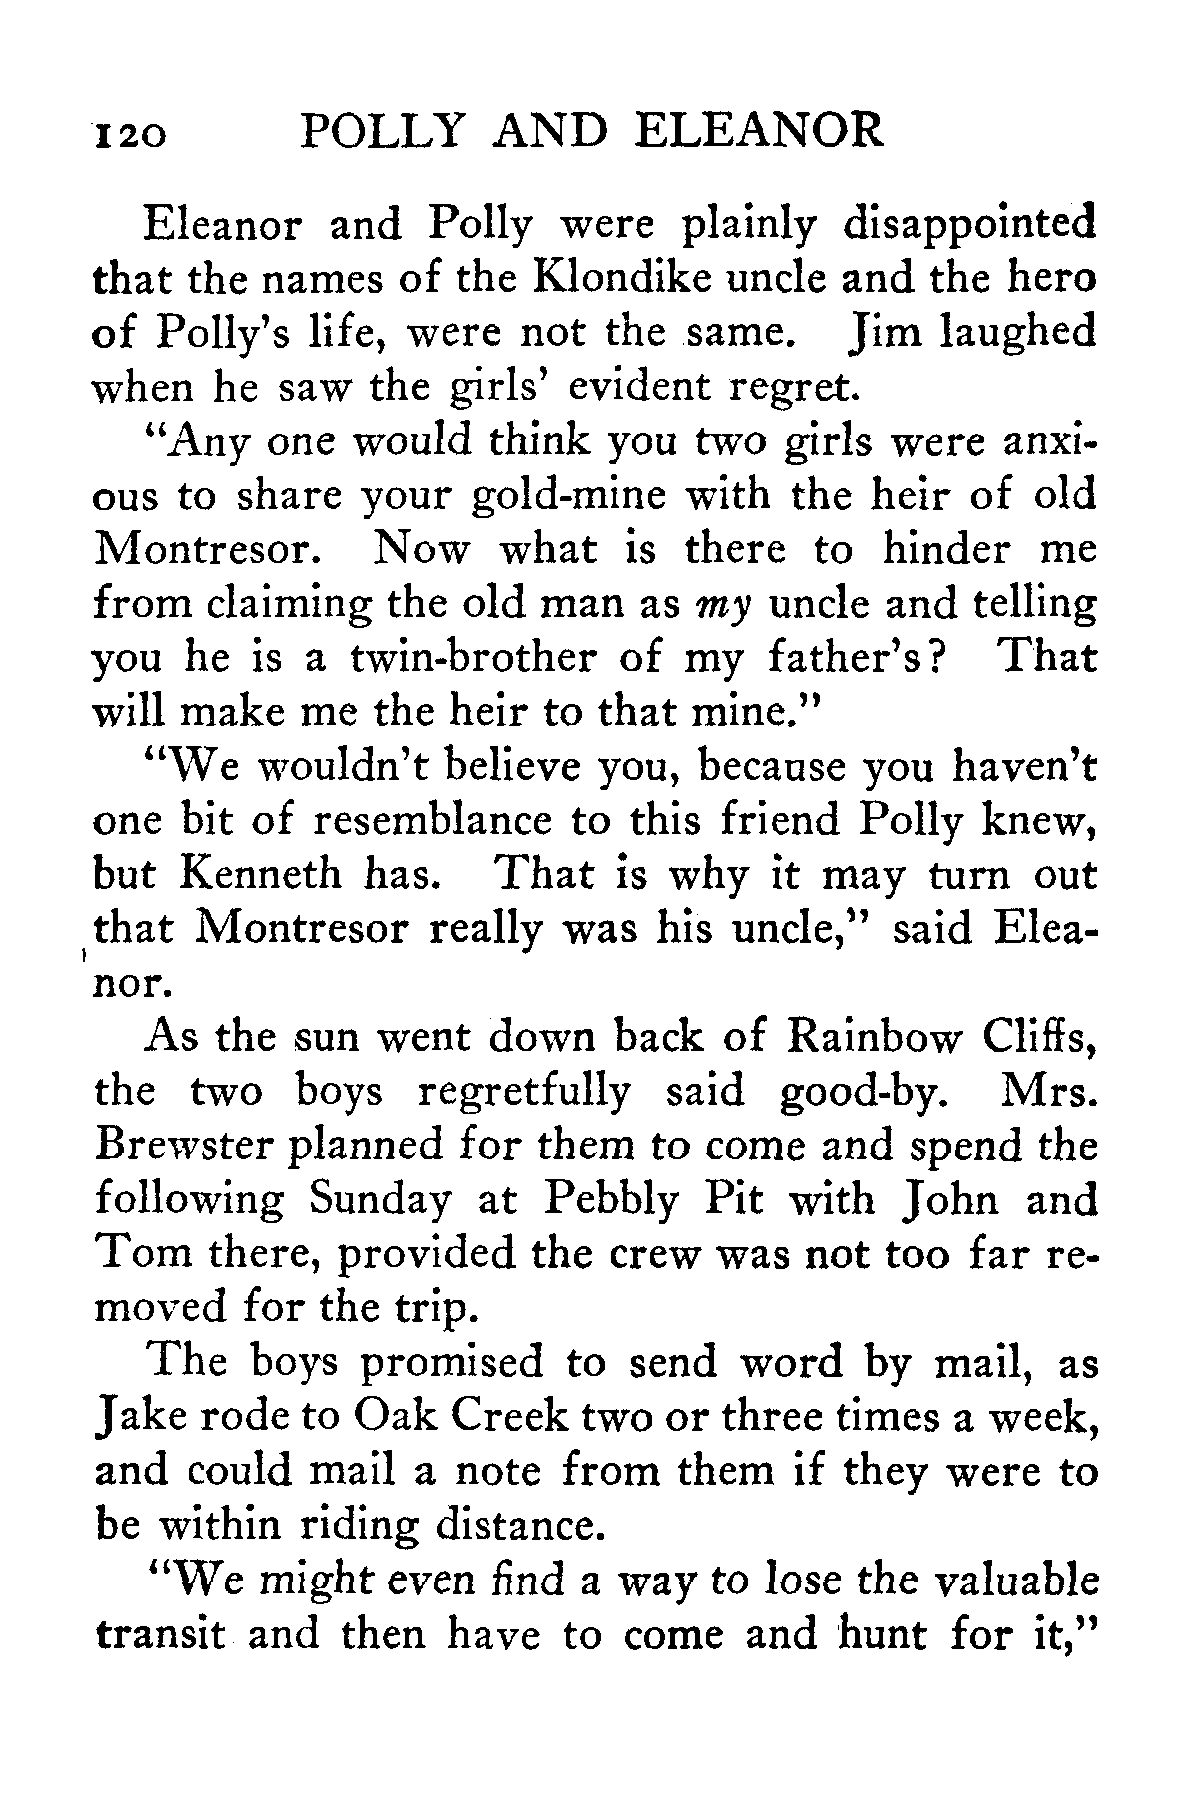 120 POLLY AND ELEANOR
Eleanor and Polly were plainly disappointed
that the names of the Klondike uncle and the hero
of Polly's life, were not the same. Jim laughed
when he saw the girls' evident regret.
"Any one would think you two girls were anxi-
ous to share your gold-mine with the heir of old
Montresor. Now what is there to hinder me
from claiming the old man as my uncle and telling
you he is a twin-brother of my father's? That
will make me the heir to that mine."
"We wouldn't believe you, because you haven't
one bit of resemblance to this friend Polly knew,
but Kenneth has. That is why it may turn out
that Montresor really was his uncle," said Elea-
nor.
As the sun went down back of Rainbow Cliffs,
the two boys regretfully said good-by. Mrs.
Brewster planned for them to come and spend the
following Sunday at Pebbly Pit with John and
Tom there, provided the crew was not too far re-
moved for the trip.
The boys promised to send word by mail, as
Jake rode to Oak Creek two or three times a week,
and could mail a note from them if they were to
be within riding distance.
"We might even find a way to lose the valuable
transit and then have to come and hunt for it,"